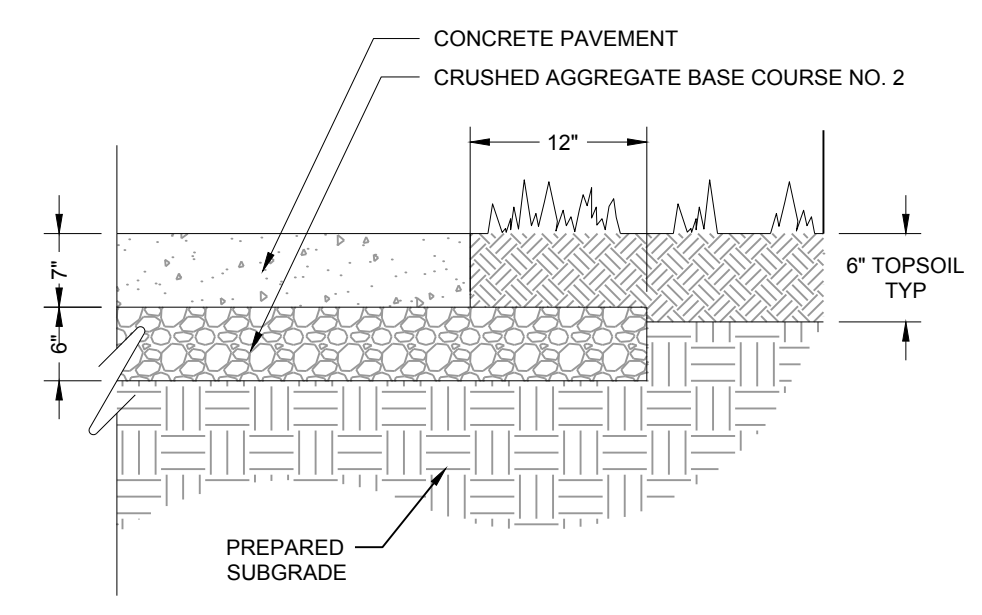 CONCRETE PAVEMENT
CRUSHED AGGREGATE BASE COURSE NO. 2
12"
7"
6"
6" TOPSOIL
TYP
PREPARED
SUBGRADE